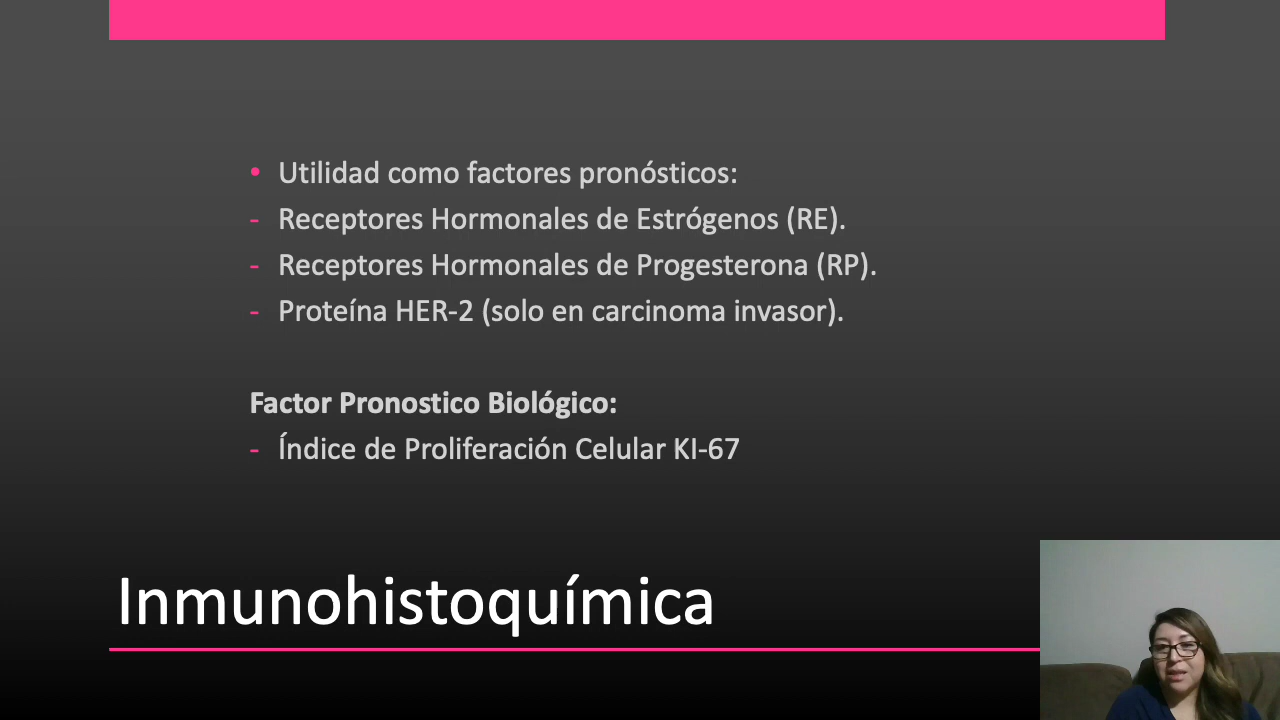 • Utilidad como factores pronósticos:
- Receptores Hormonales de Estrógenos (RE).
- Receptores Hormonales de Progesterona (RP).
- Proteína HER-2 (solo en carcinoma invasor).
Factor Pronostico Biológico:
- Índice de Proliferación Celular KI-67
Inmunohistoquímica